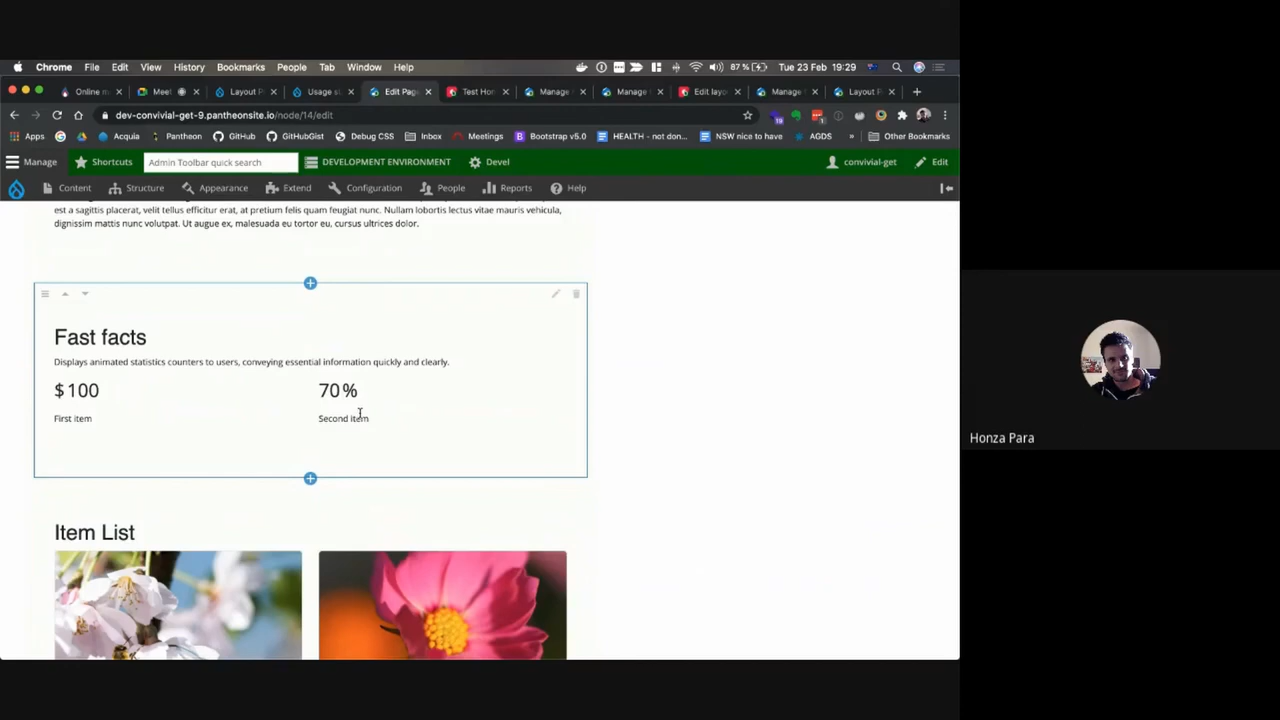 Chrome File Edit View History Bookmarks People Tab Window Help 87 % Tue 23 Feb 19:29
Online m Meet Layout P Usage s Edit Page Test Hon Manage Manage Edit layo Manage Layout P
dev-convivial-get-9.pantheonsite.io/node/14/edit
Apps Acquia Pantheon GitHub GitHubGist Debug CSS Inbox Meetings Bootstrap v5.0 HEALTH - not don... NSW nice to have AGDS » Other Bookmarks
Manage Shortcuts Admin Toolbar quick search DEVELOPMENT ENVIRONMENT Devel convivial-get Edit
Content Structure Appearance Extend Configuration People Reports Help
est a sagittis placerat, velit tellus efficitur erat, at pretium felis quam feugiat nunc. Nullam lobortis lectus vitae mauris vehicula,
dignissim mattis nunc volutpat. Ut augue ex, malesuada eu tortor eu, cursus ultrices dolor.
Fast facts
Displays animated statistics counters to users, conveying essential information quickly and clearly.
$100 70%
First item Second item
Item List
Honza Para